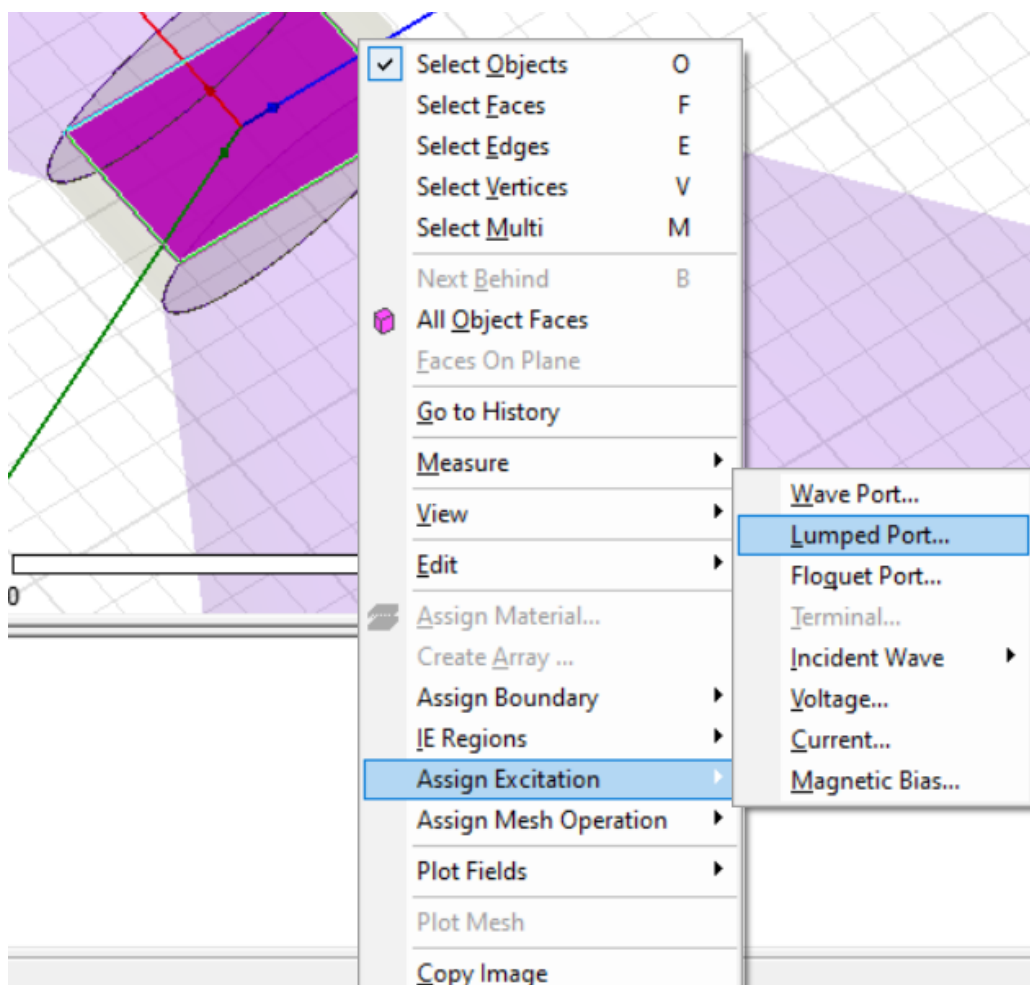 Select Objects O
Select Faces F
Select Edges E
Select Vertices V
Select Multi M
Next Behind B
All Object Faces
Faces On Plane
Go to History
Measure
View
Edit
Assign Material...
Create Array ...
Assign Boundary
IE Regions
Assign Excitation
Assign Mesh Operation
Plot Fields
Plot Mesh
Copy Image
Wave Port...
Lumped Port...
Floquet Port...
Terminal...
Incident Wave
Voltage...
Current...
Magnetic Bias...
0